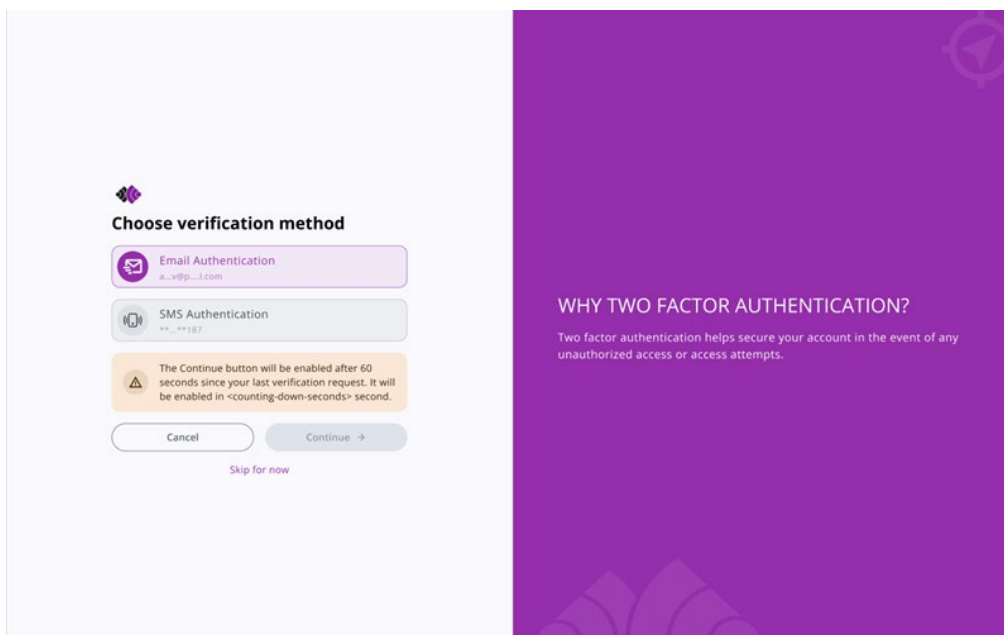 Choose verification method
Email Authentication
a...v@p....l.com
SMS Authentication
**...**187
The Continue button will be enabled after 60
seconds since your last verification request. It will
be enabled in <counting-down-seconds> second.
Cancel
Continue →
Skip for now
WHY TWO FACTOR AUTHENTICATION?
Two factor authentication helps secure your account in the event of any
unauthorized access or access attempts.